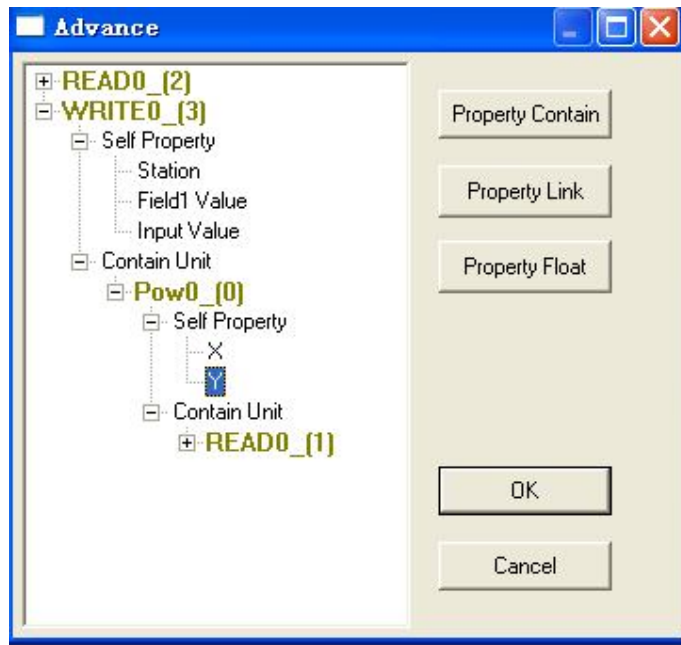 Advance
READ0_(2)
WRITE0_(3)
Self Property
Station
Field1 Value
Input Value
Contain Unit
Pow0_(0)
Self Property
X
Y
Contain Unit
READ0_(1)
Property Contain
Property Link
Property Float
OK
Cancel